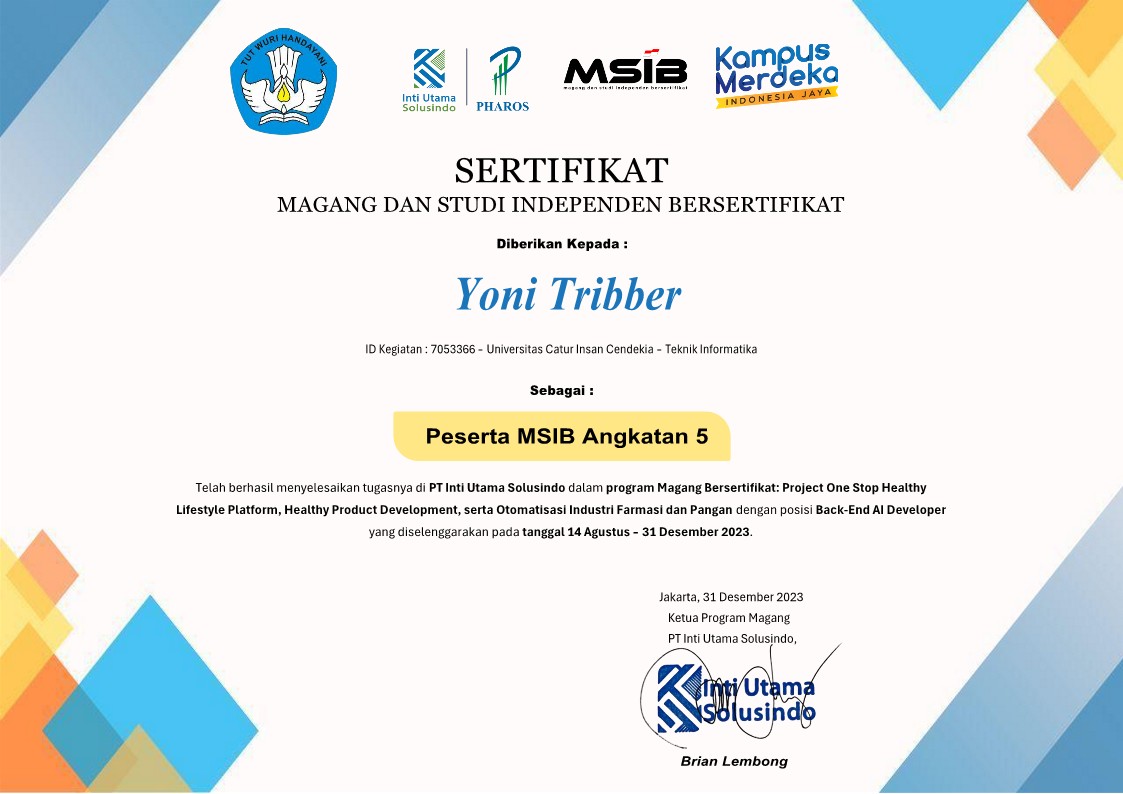 TUT WURI HANDAYANI
Inti Utama
Solusindo
PHAROS
MSIB
magang dan studi independen bersertifikat
Kampus
Merdeka
INDONESIA JAYA
SERTIFIKAT
MAGANG DAN STUDI INDEPENDEN BERSERTIFIKAT
Diberikan Kepada :
Yoni Tribber
ID Kegiatan : 7053366 – Universitas Catur Insan Cendekia – Teknik Informatika
Sebagai :
Peserta MSIB Angkatan 5
Telah berhasil menyelesaikan tugasnya di PT Inti Utama Solusindo dalam program Magang Bersertifikat: Project One Stop Healthy
Lifestyle Platform, Healthy Product Development, serta Otomatisasi Industri Farmasi dan Pangan dengan posisi Back-End AI Developer
yang diselenggarakan pada tanggal 14 Agustus – 31 Desember 2023.
Jakarta, 31 Desember 2023
Ketua Program Magang
PT Inti Utama Solusindo,
Inti Utama
Solusindo
Brian Lembong